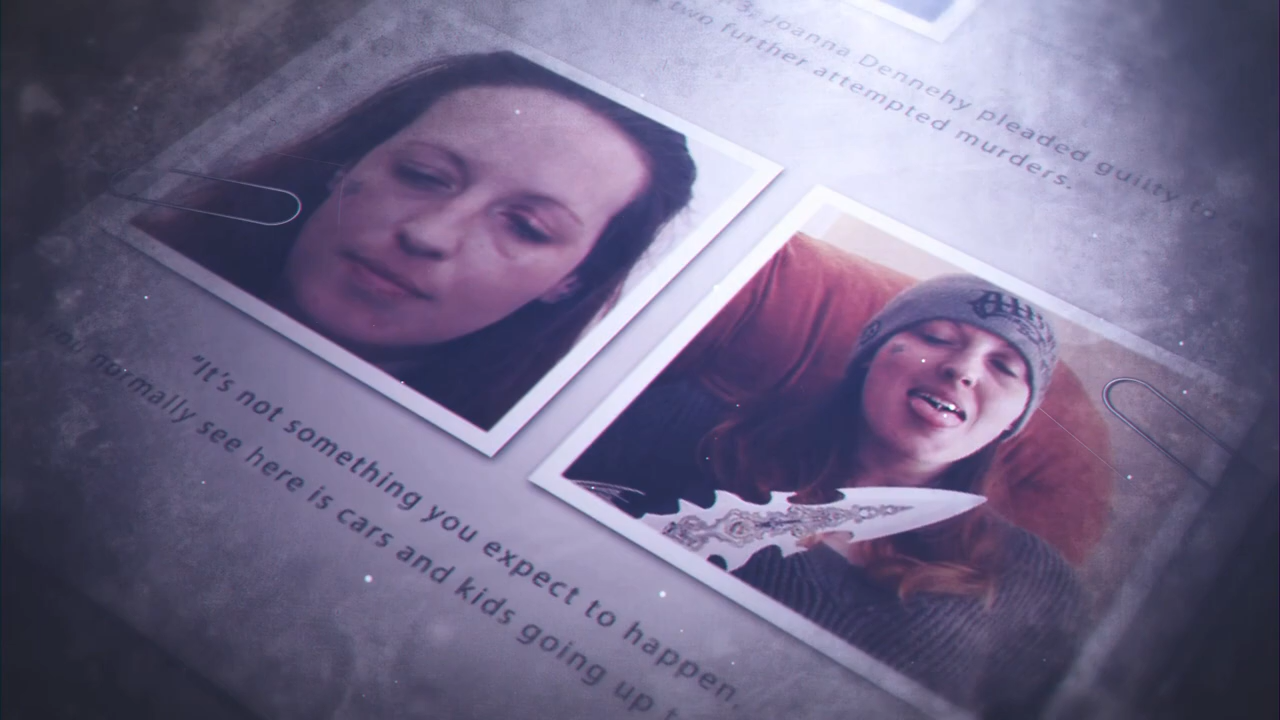 3, Joanna Dennehy pleaded guilty to
two further attempted murders.
"It's not something you expect to happen,
normally see here is cars and kids going up